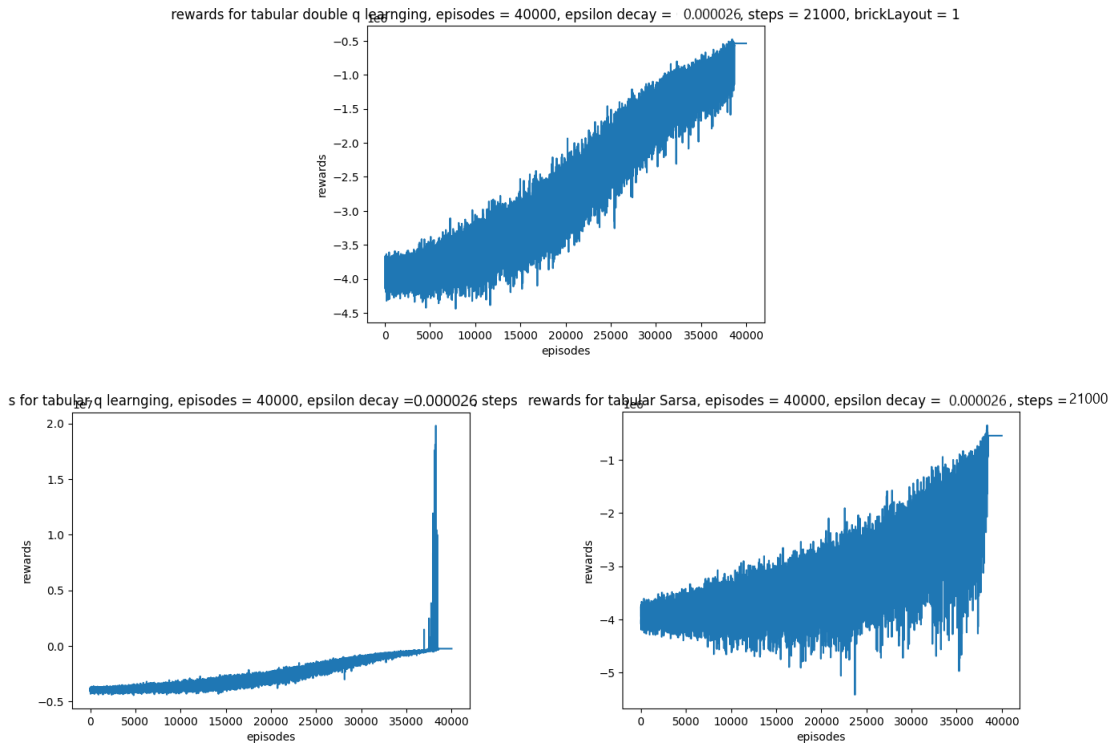 rewards for tabular double q learnging, episodes = 40000, epsilon decay = 0.000026, steps = 21000, brickLayout = 1
1e6
−0.5
−1.0
−1.5
−2.0
−2.5
−3.0
−3.5
−4.0
−4.5
rewards
0 5000 10000 15000 20000 25000 30000 35000 40000
episodes
s for tabular q learnging, episodes = 40000, epsilon decay =0.000026 steps
1e7
2.0
1.5
1.0
0.5
0.0
−0.5
rewards
0 5000 10000 15000 20000 25000 30000 35000 40000
episodes
rewards for tabular Sarsa, episodes = 40000, epsilon decay = 0.000026 , steps =21000
1e6
−1
−2
−3
−4
−5
rewards
0 5000 10000 15000 20000 25000 30000 35000 40000
episodes